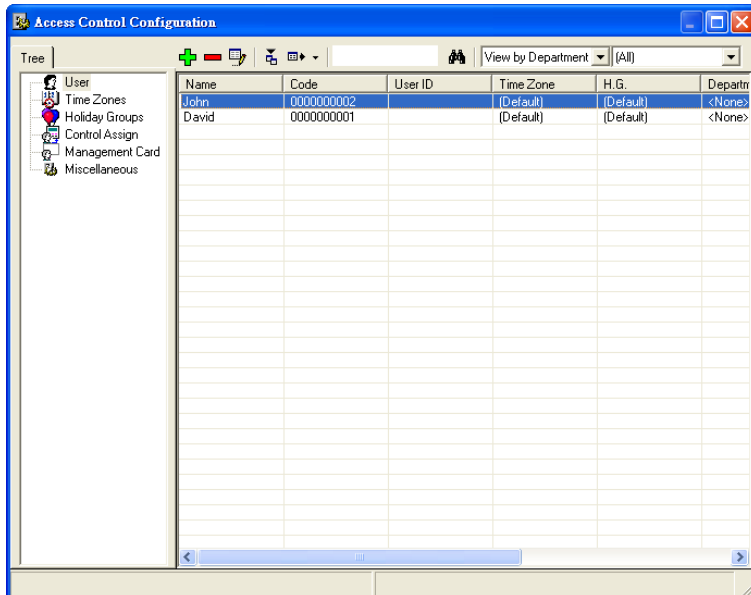 Access Control Configuration
Tree
View by Department
(All)
User
Time Zones
Holiday Groups
Control Assign
Management Card
Miscellaneous
Name Code User ID Time Zone H.G. Departm
John 0000000002 (Default) (Default) <None>
David 0000000001 (Default) (Default) <None>